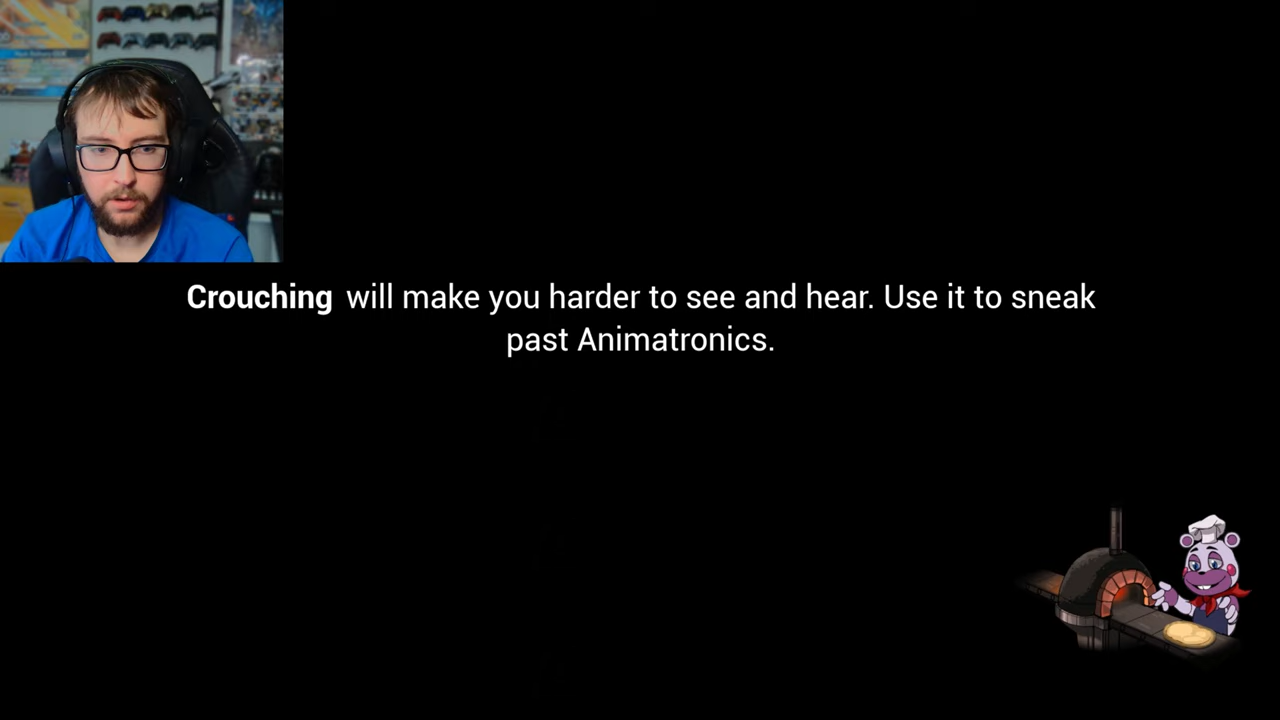 Crouching will make you harder to see and hear. Use it to sneak
past Animatronics.